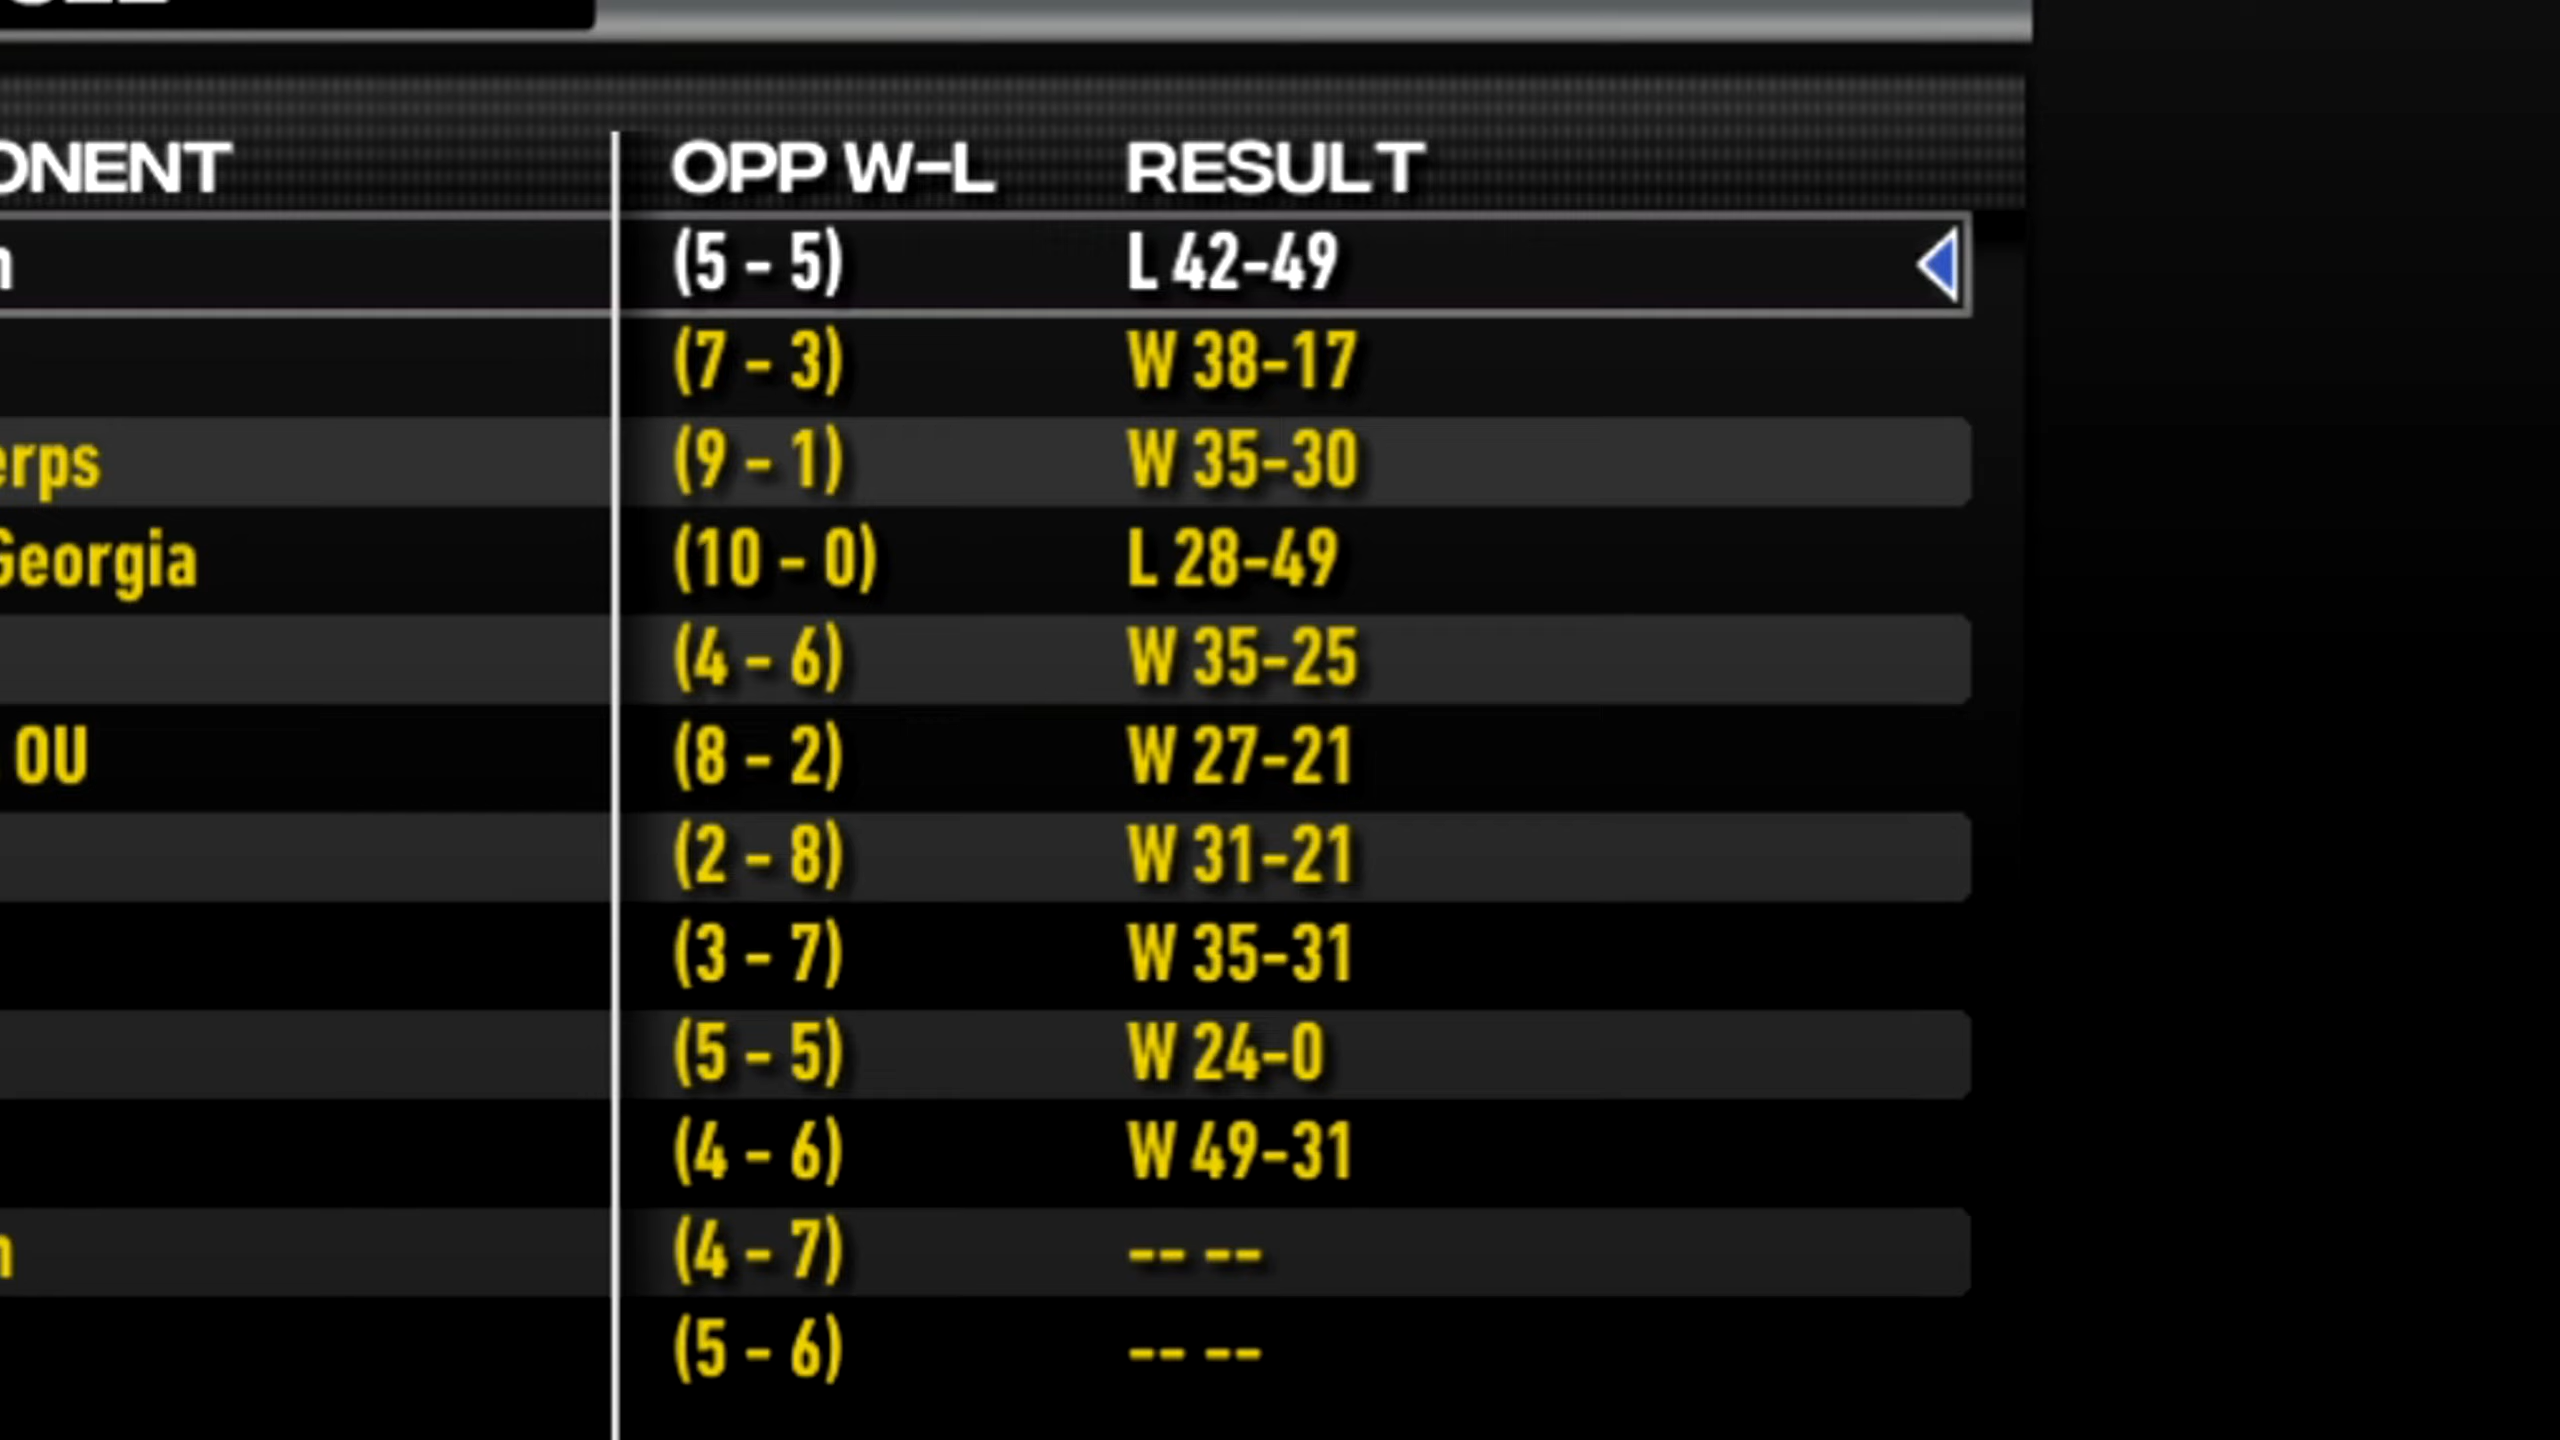 OPP W-L RESULT
(5 - 5) L 42-49
(7 - 3) W 38-17
(9 - 1) W 35-30
Georgia (10 - 0) L 28-49
(4 - 6) W 35-25
OU (8 - 2) W 27-21
(2 - 8) W 31-21
(3 - 7) W 35-31
(5 - 5) W 24-0
(4 - 6) W 49-31
(4 - 7) -- --
(5 - 6) -- --